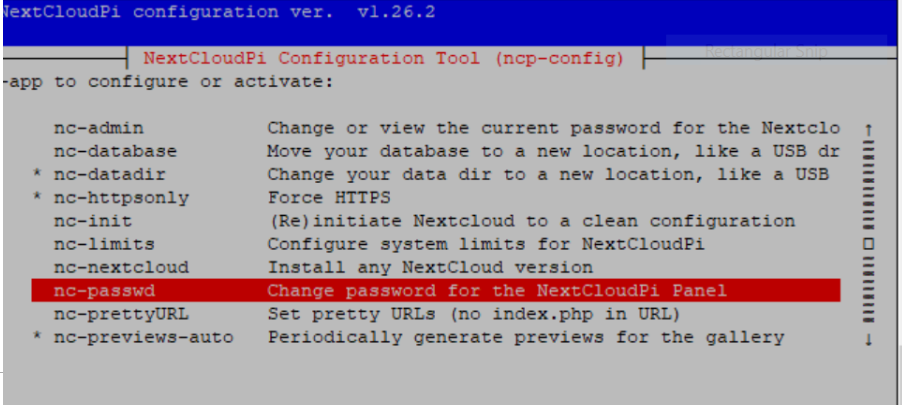 NextCloudPi configuration ver. v1.26.2
Rectangular Snip
NextCloudPi Configuration Tool (ncp-config)
-app to configure or activate:
nc-admin Change or view the current password for the Nextclo
nc-database Move your database to a new location, like a USB dr
* nc-datadir Change your data dir to a new location, like a USB
* nc-httpsonly Force HTTPS
nc-init (Re)initiate Nextcloud to a clean configuration
nc-limits Configure system limits for NextCloudPi
nc-nextcloud Install any NextCloud version
nc-passwd Change password for the NextCloudPi Panel
nc-prettyURL Set pretty URLs (no index.php in URL)
* nc-previews-auto Periodically generate previews for the gallery